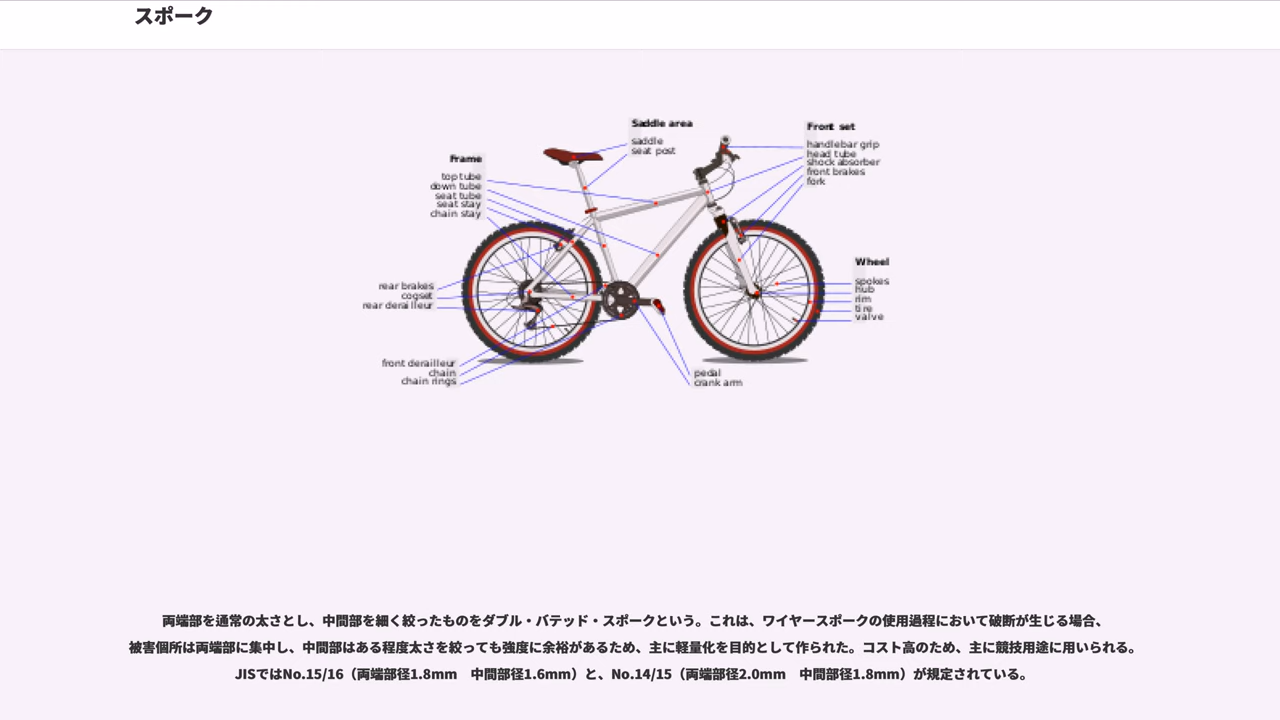 スポーク
Saddle area
saddle
seat post
Front set
handlebar grip
head tube
shock absorber
front brakes
fork
Frame
top tube
down tube
seat tube
seat stay
chain stay
Wheel
spokes
hub
rim
tire
valve
rear brakes
cogset
rear derailleur
front derailleur
chain
chain rings
pedal
crank arm
両端部を通常の太さとし、中間部を細く絞ったものをダブル・バテッド・スポークという。これは、ワイヤースポークの使用過程において破断が生じる場合、
被害個所は両端部に集中し、中間部はある程度太さを絞っても強度に余裕があるため、主に軽量化を目的として作られた。コスト高のため、主に競技用途に用いられる。
JISではNo.15/16（両端部径1.8mm　中間部径1.6mm）と、No.14/15（両端部径2.0mm　中間部径1.8mm）が規定されている。